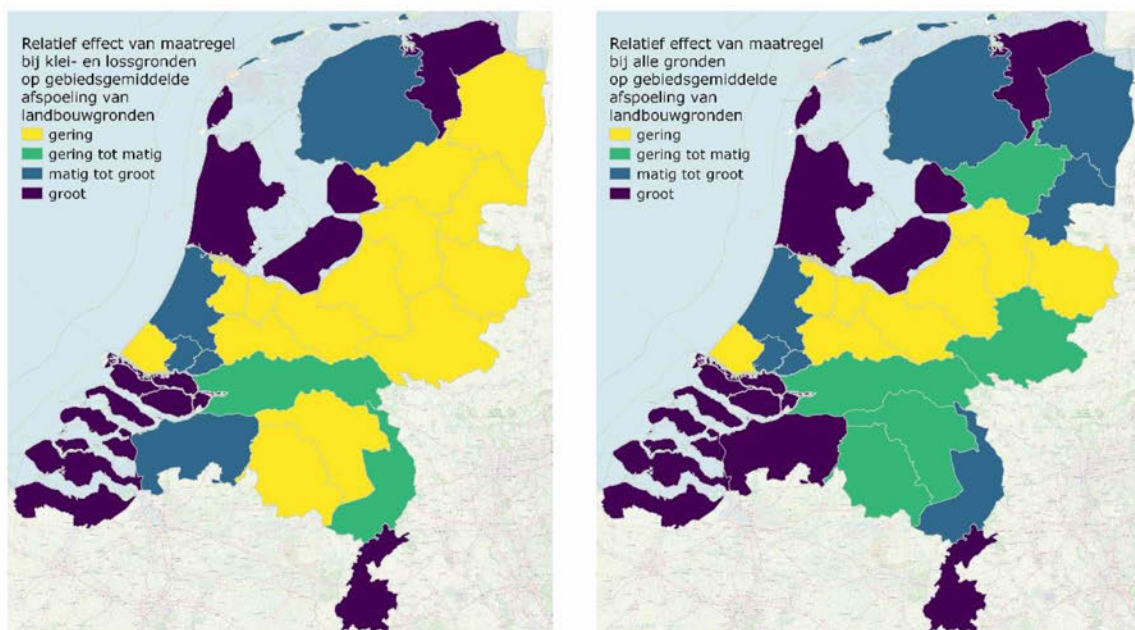 Relatief effect van maatregel
bij klei- en lossgronden
op gebiedsgemiddelde
afspoeling van
landbouwgronden
gering
gering tot matig
matig tot groot
groot
Relatief effect van maatregel
bij alle gronden
op gebiedsgemiddelde
afspoeling van
landbouwgronden
gering
gering tot matig
matig tot groot
groot